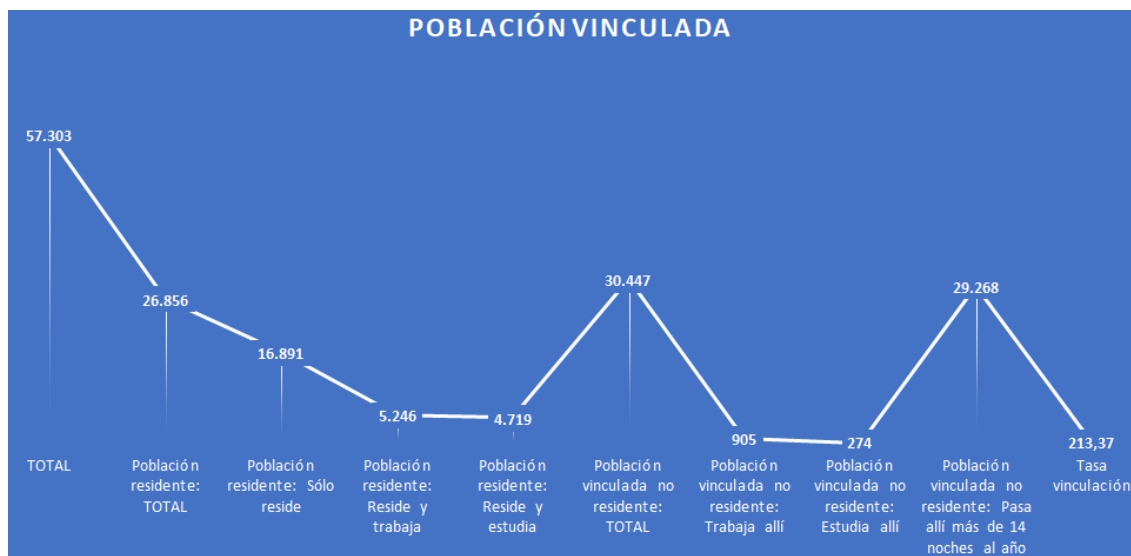 POBLACIÓN VINCULADA
57.303
26.856
16.891
5.246
4.719
30.447
905
274
29.268
213,37
TOTAL
Población
residente:
TOTAL
Población
residente: Sólo
reside
Población
residente:
Reside y
trabaja
Población
residente:
Reside y
estudia
Población
vinculada no
residente:
TOTAL
Población
vinculada no
residente:
Trabaja allí
Población
vinculada no
residente:
Estudia allí
Población
vinculada no
residente: Pasa
allí más de 14
noches al año
Tasa
vinculación